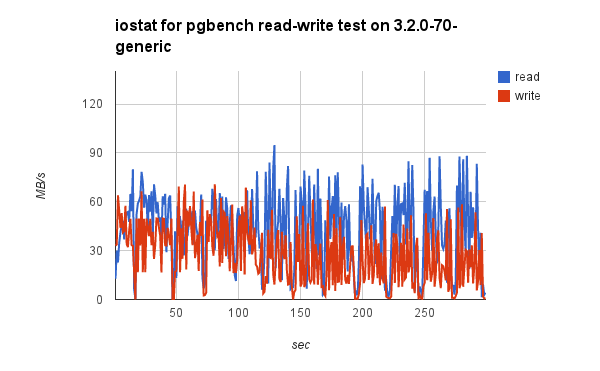 iostat for pgbench read-write test on 3.2.0-70-
generic
read
write
120
90
60
30
0
MB/s
50
100
150
200
250
sec